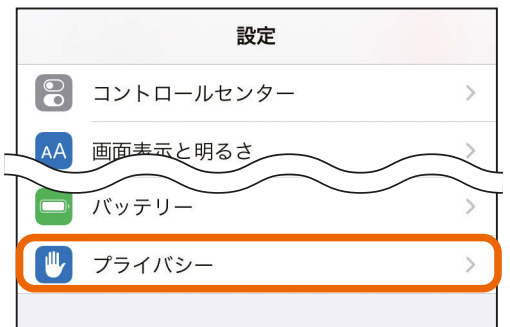 設定
コントロールセンター
AA 画面表示と明るさ
バッテリー
プライバシー